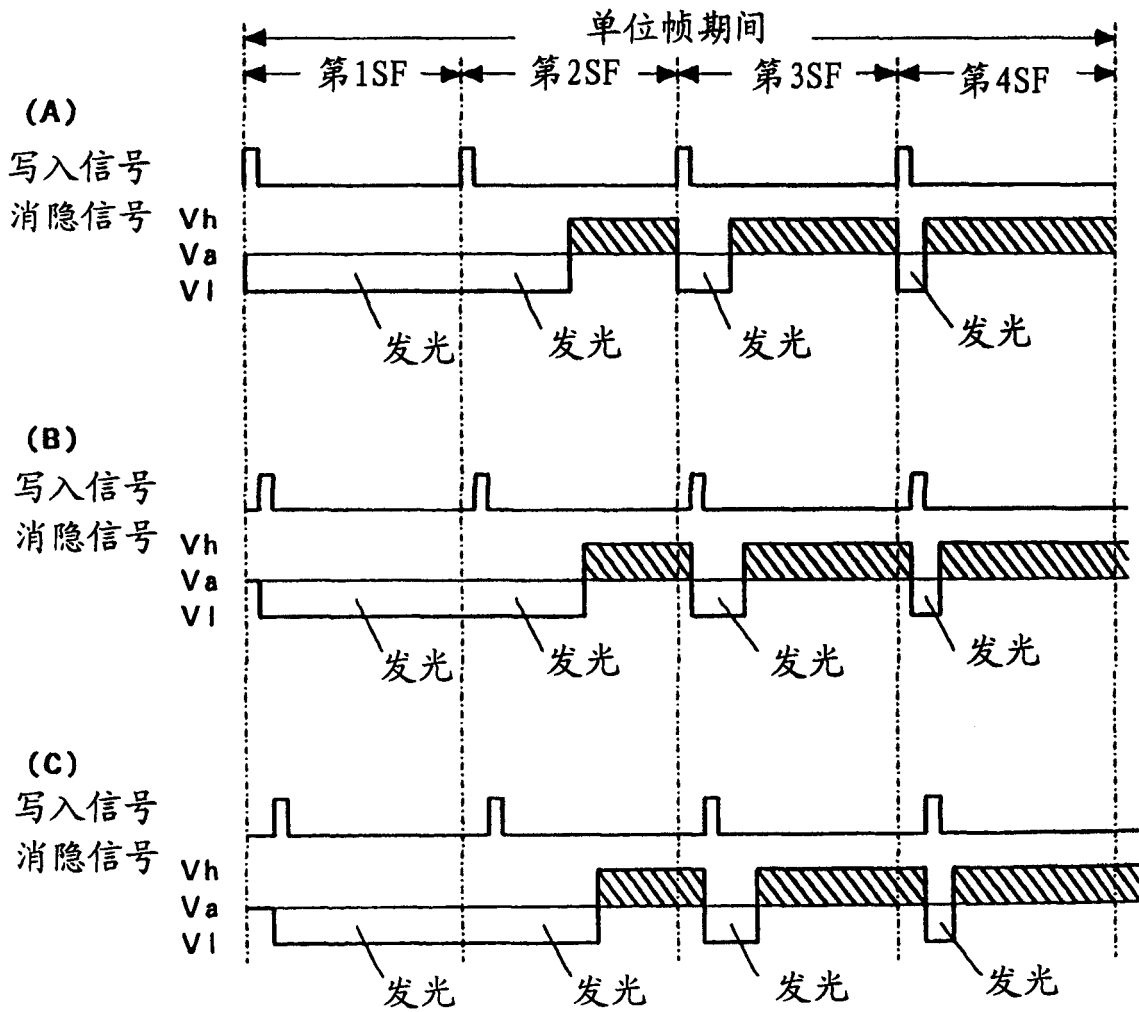 单位帧期间
第1SF 第2SF 第3SF 第4SF
(A)
写入信号
消隐信号
Vh
Va
Vl
发光 发光 发光 发光
(B)
写入信号
消隐信号
Vh
Va
Vl
发光 发光 发光 发光
(C)
写入信号
消隐信号
Vh
Va
Vl
发光 发光 发光 发光